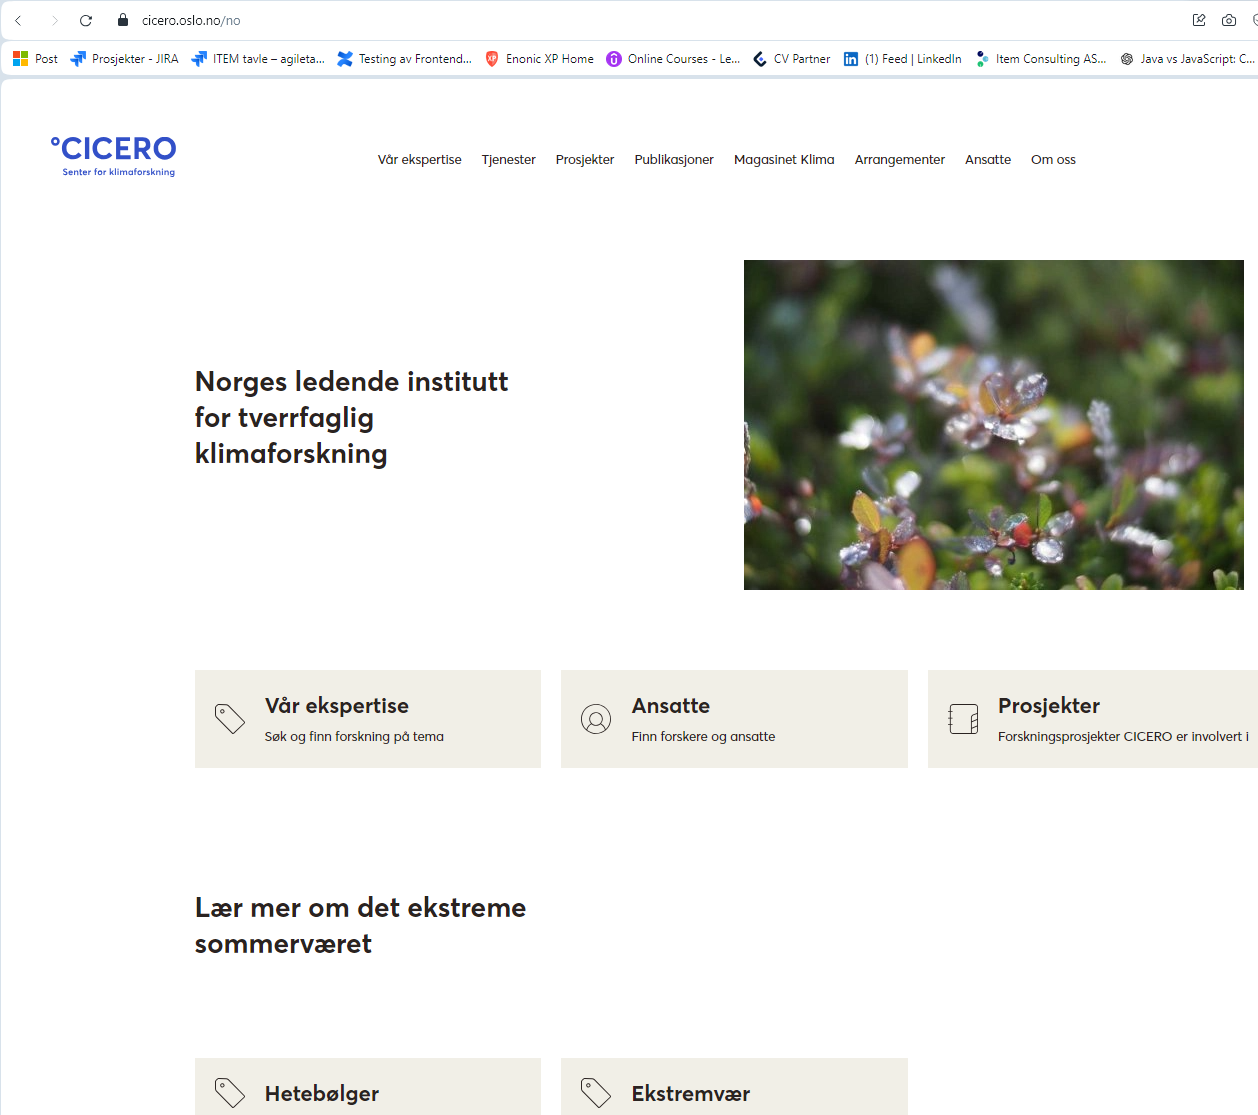 cicero.oslo.no/no
Post Prosjekter - JIRA ITEM tavle – agileta... Testing av Frontend... XP Enonic XP Home Online Courses - Le... CV Partner (1) Feed | LinkedIn Item Consulting AS... Java vs JavaScript: C...
°CICERO
Senter for klimaforskning
Vår ekspertise Tjenester Prosjekter Publikasjoner Magasinet Klima Arrangementer Ansatte Om oss
Norges ledende institutt
for tverrfaglig
klimaforskning
Vår ekspertise
Søk og finn forskning på tema
Ansatte
Finn forskere og ansatte
Prosjekter
Forskningsprosjekter CICERO er involvert i
Lær mer om det ekstreme
sommerværet
Hetebølger
Ekstremvær